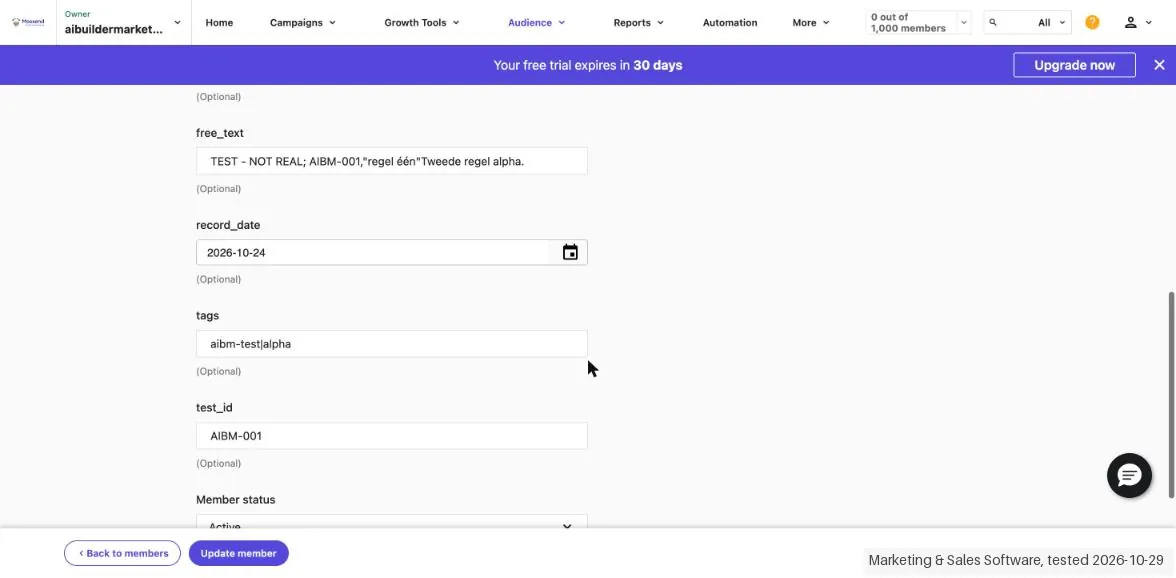 Moosend
Owner
aibuildermarket...
Home
Campaigns
Growth Tools
Audience
Reports
Automation
More
0 out of
1,000 members
All
?
Your free trial expires in 30 days
Upgrade now
(Optional)
free_text
TEST - NOT REAL; AIBM-001,"regel één"Tweede regel alpha.
(Optional)
record_date
2026-10-24
(Optional)
tags
aibm-test|alpha
(Optional)
test_id
AIBM-001
(Optional)
Member status
Active
‹ Back to members
Update member
Marketing & Sales Software, tested 2026-10-29